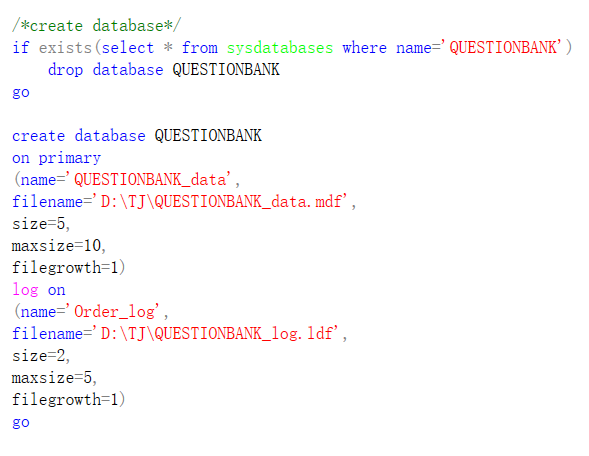 /*create database*/
if exists(select * from sysdatabases where name='QUESTIONBANK')
    drop database QUESTIONBANK
go

create database QUESTIONBANK
on primary
(name='QUESTIONBANK_data',
filename='D:\TJ\QUESTIONBANK_data.mdf',
size=5,
maxsize=10,
filegrowth=1)
log on
(name='Order_log',
filename='D:\TJ\QUESTIONBANK_log.ldf',
size=2,
maxsize=5,
filegrowth=1)
go